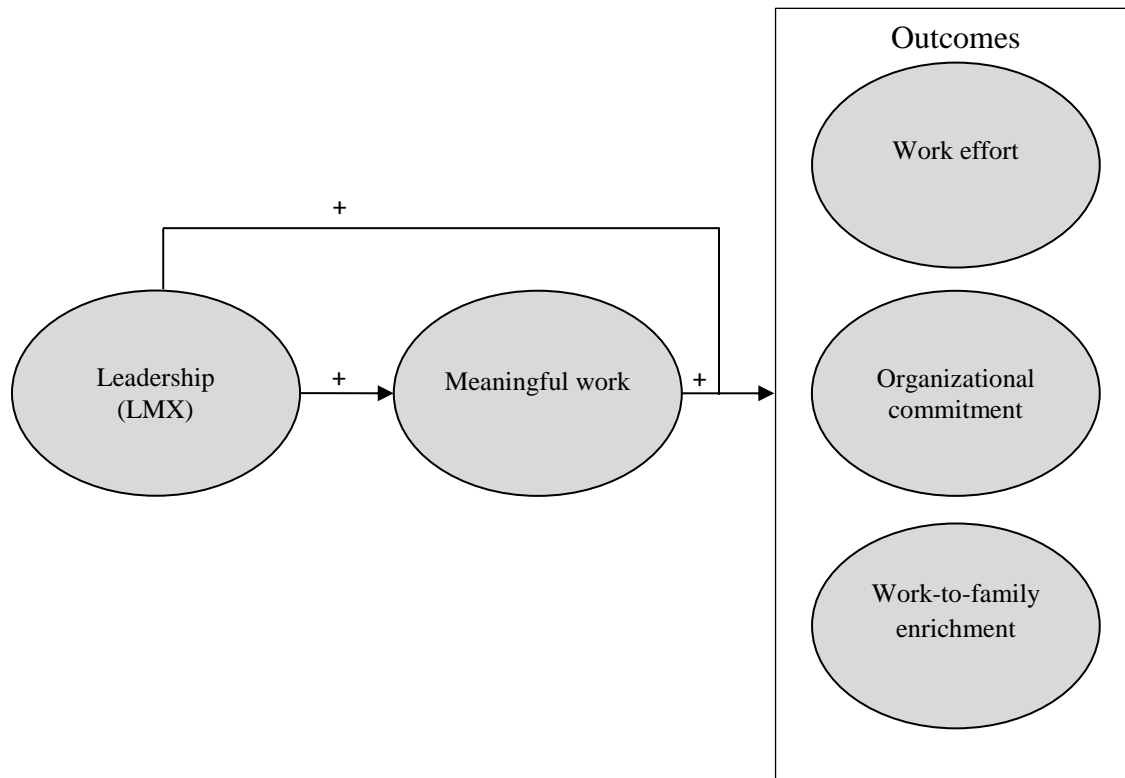 Outcomes
Work effort
+
Leadership
(LMX)
+
Meaningful work
+
Organizational
commitment
Work-to-family
enrichment